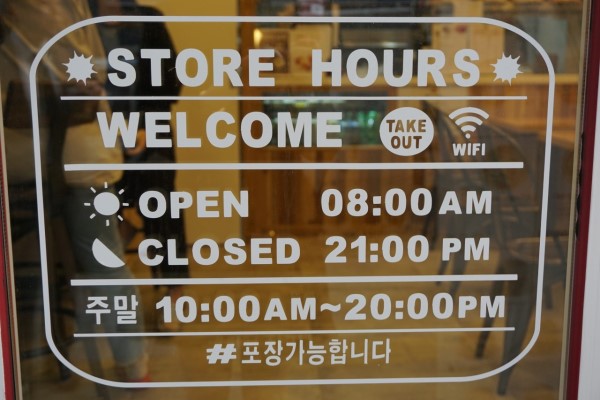 STORE HOURS
WELCOME TAKE OUT WIFI
OPEN 08:00 AM
CLOSED 21:00 PM
주말 10:00AM~20:00PM
#포장가능합니다